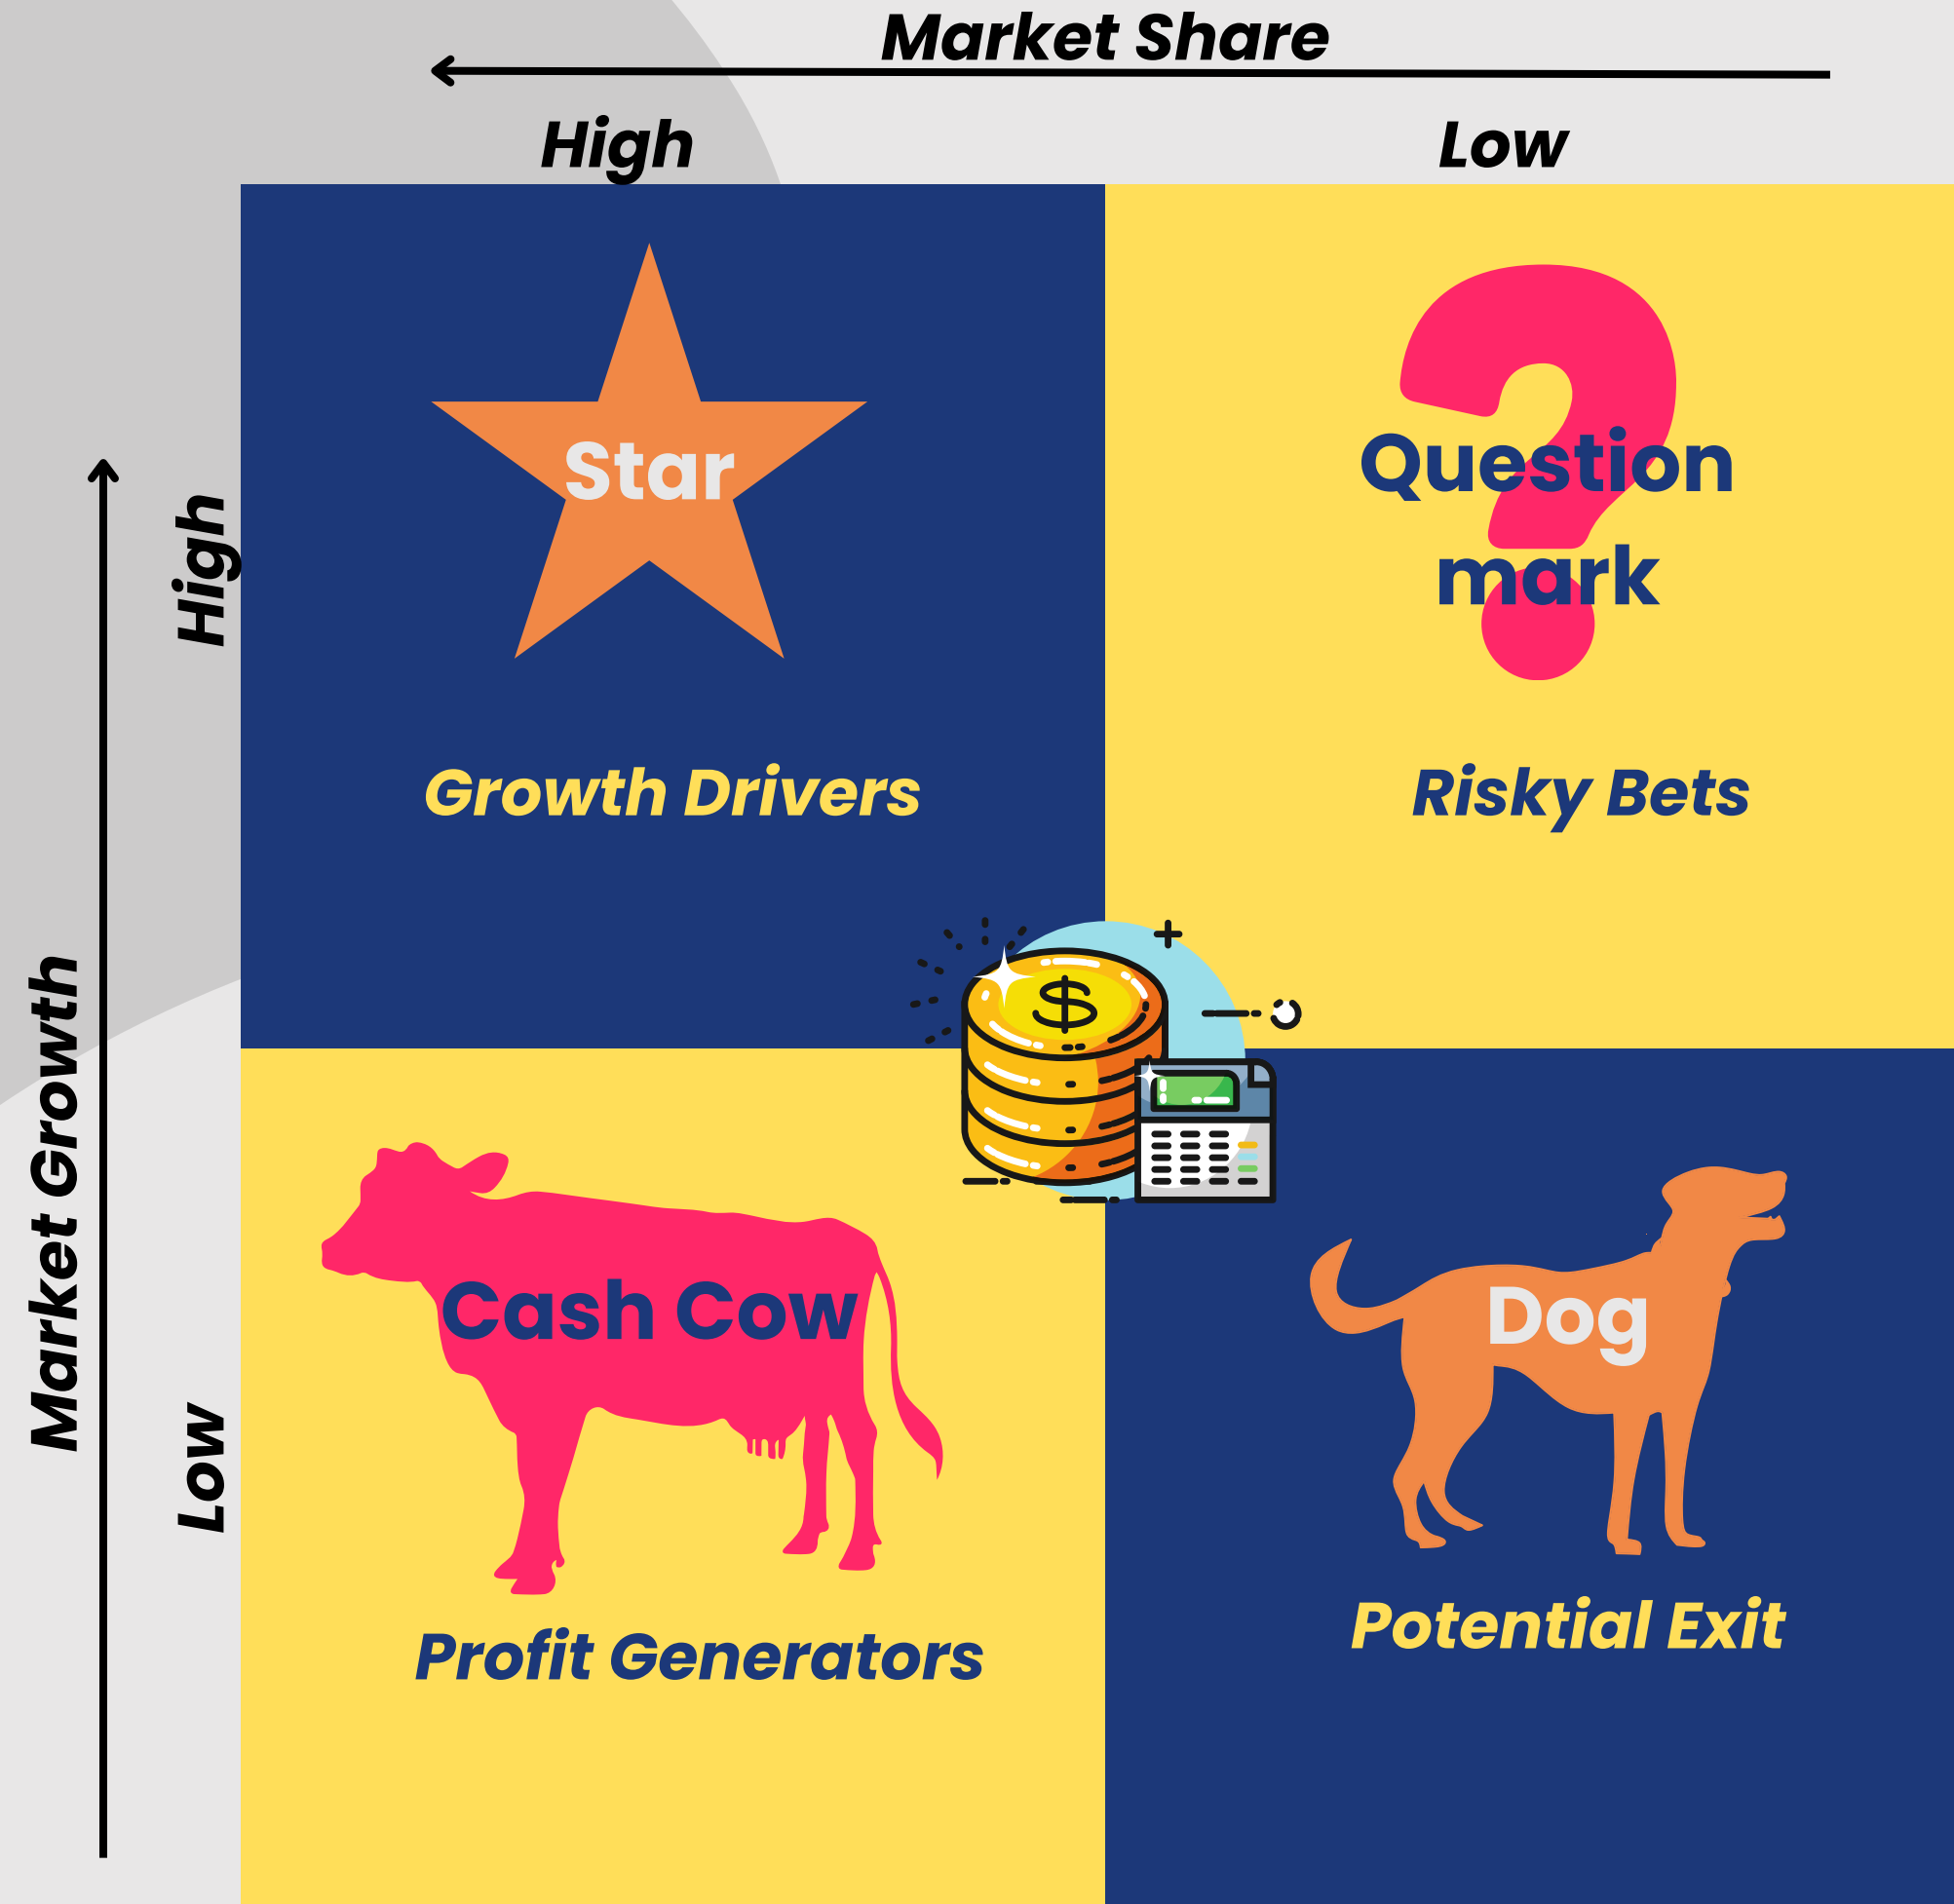 Market Share
High
Low
Star
Question
mark
Growth Drivers
Risky Bets
High
Market Growth
Low
Cash Cow
Dog
Profit Generators
Potential Exit
$